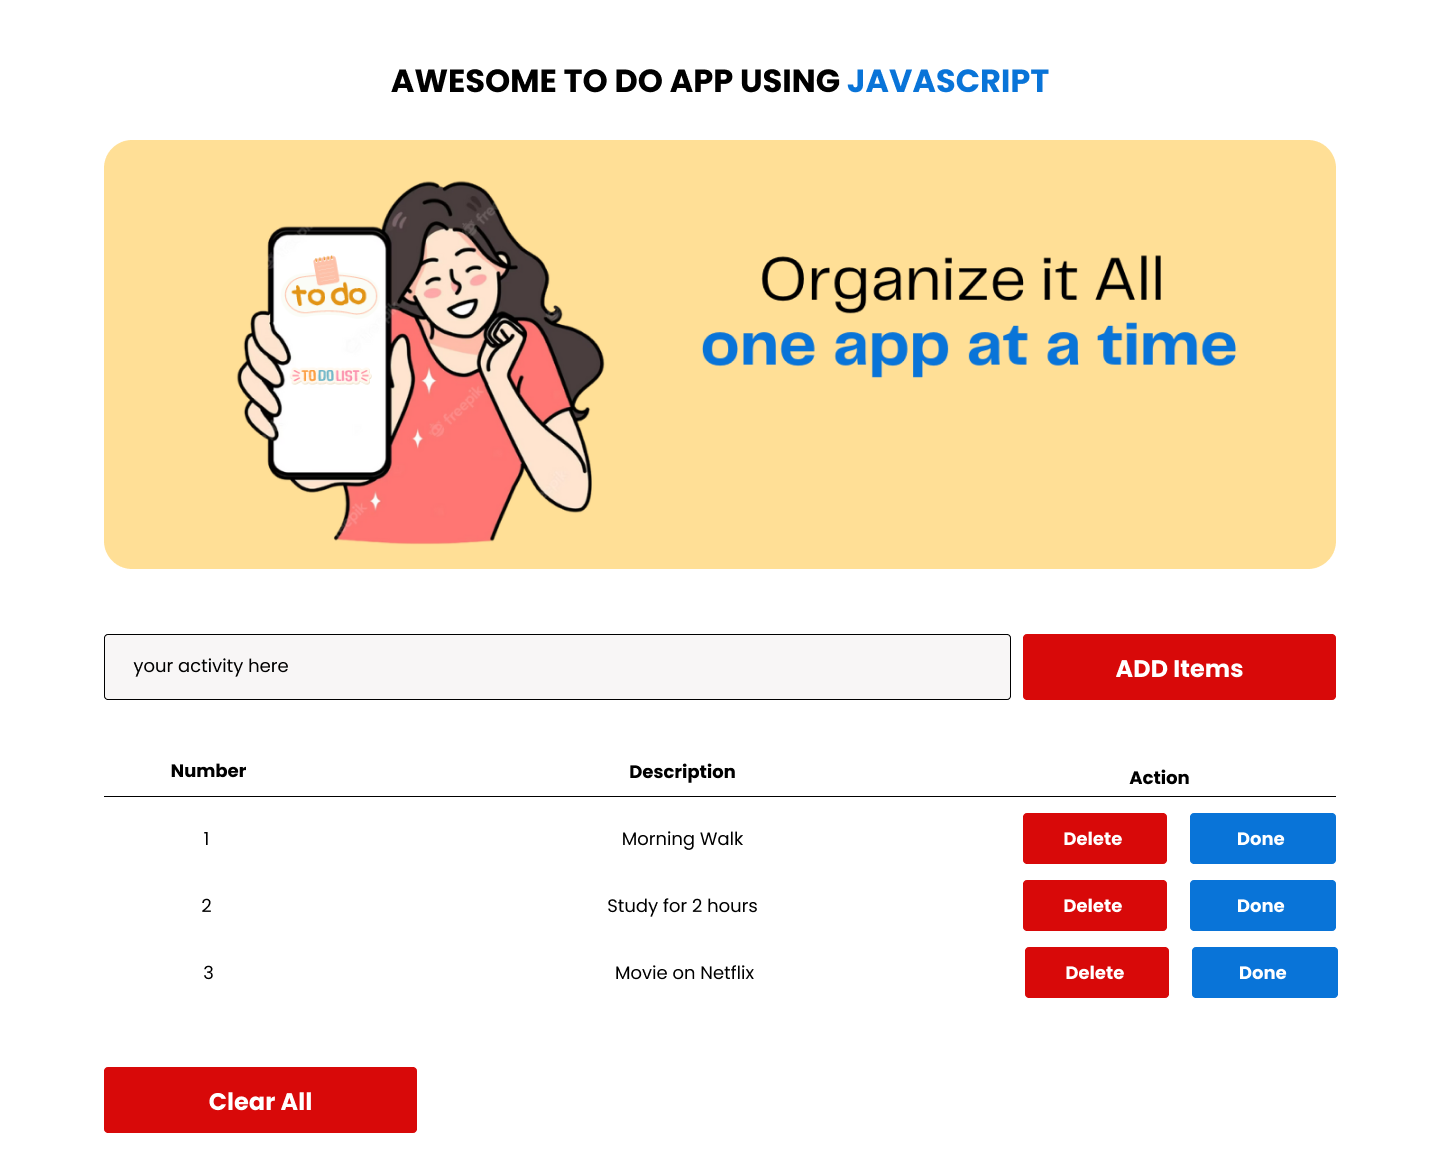 AWESOME TO DO APP USING JAVASCRIPT
to do
TO DO LIST
freepik
freepik
Organize it All
one app at a time
your activity here
ADD Items
Number Description Action
1 Morning Walk Delete Done
2 Study for 2 hours Delete Done
3 Movie on Netflix Delete Done
Clear All